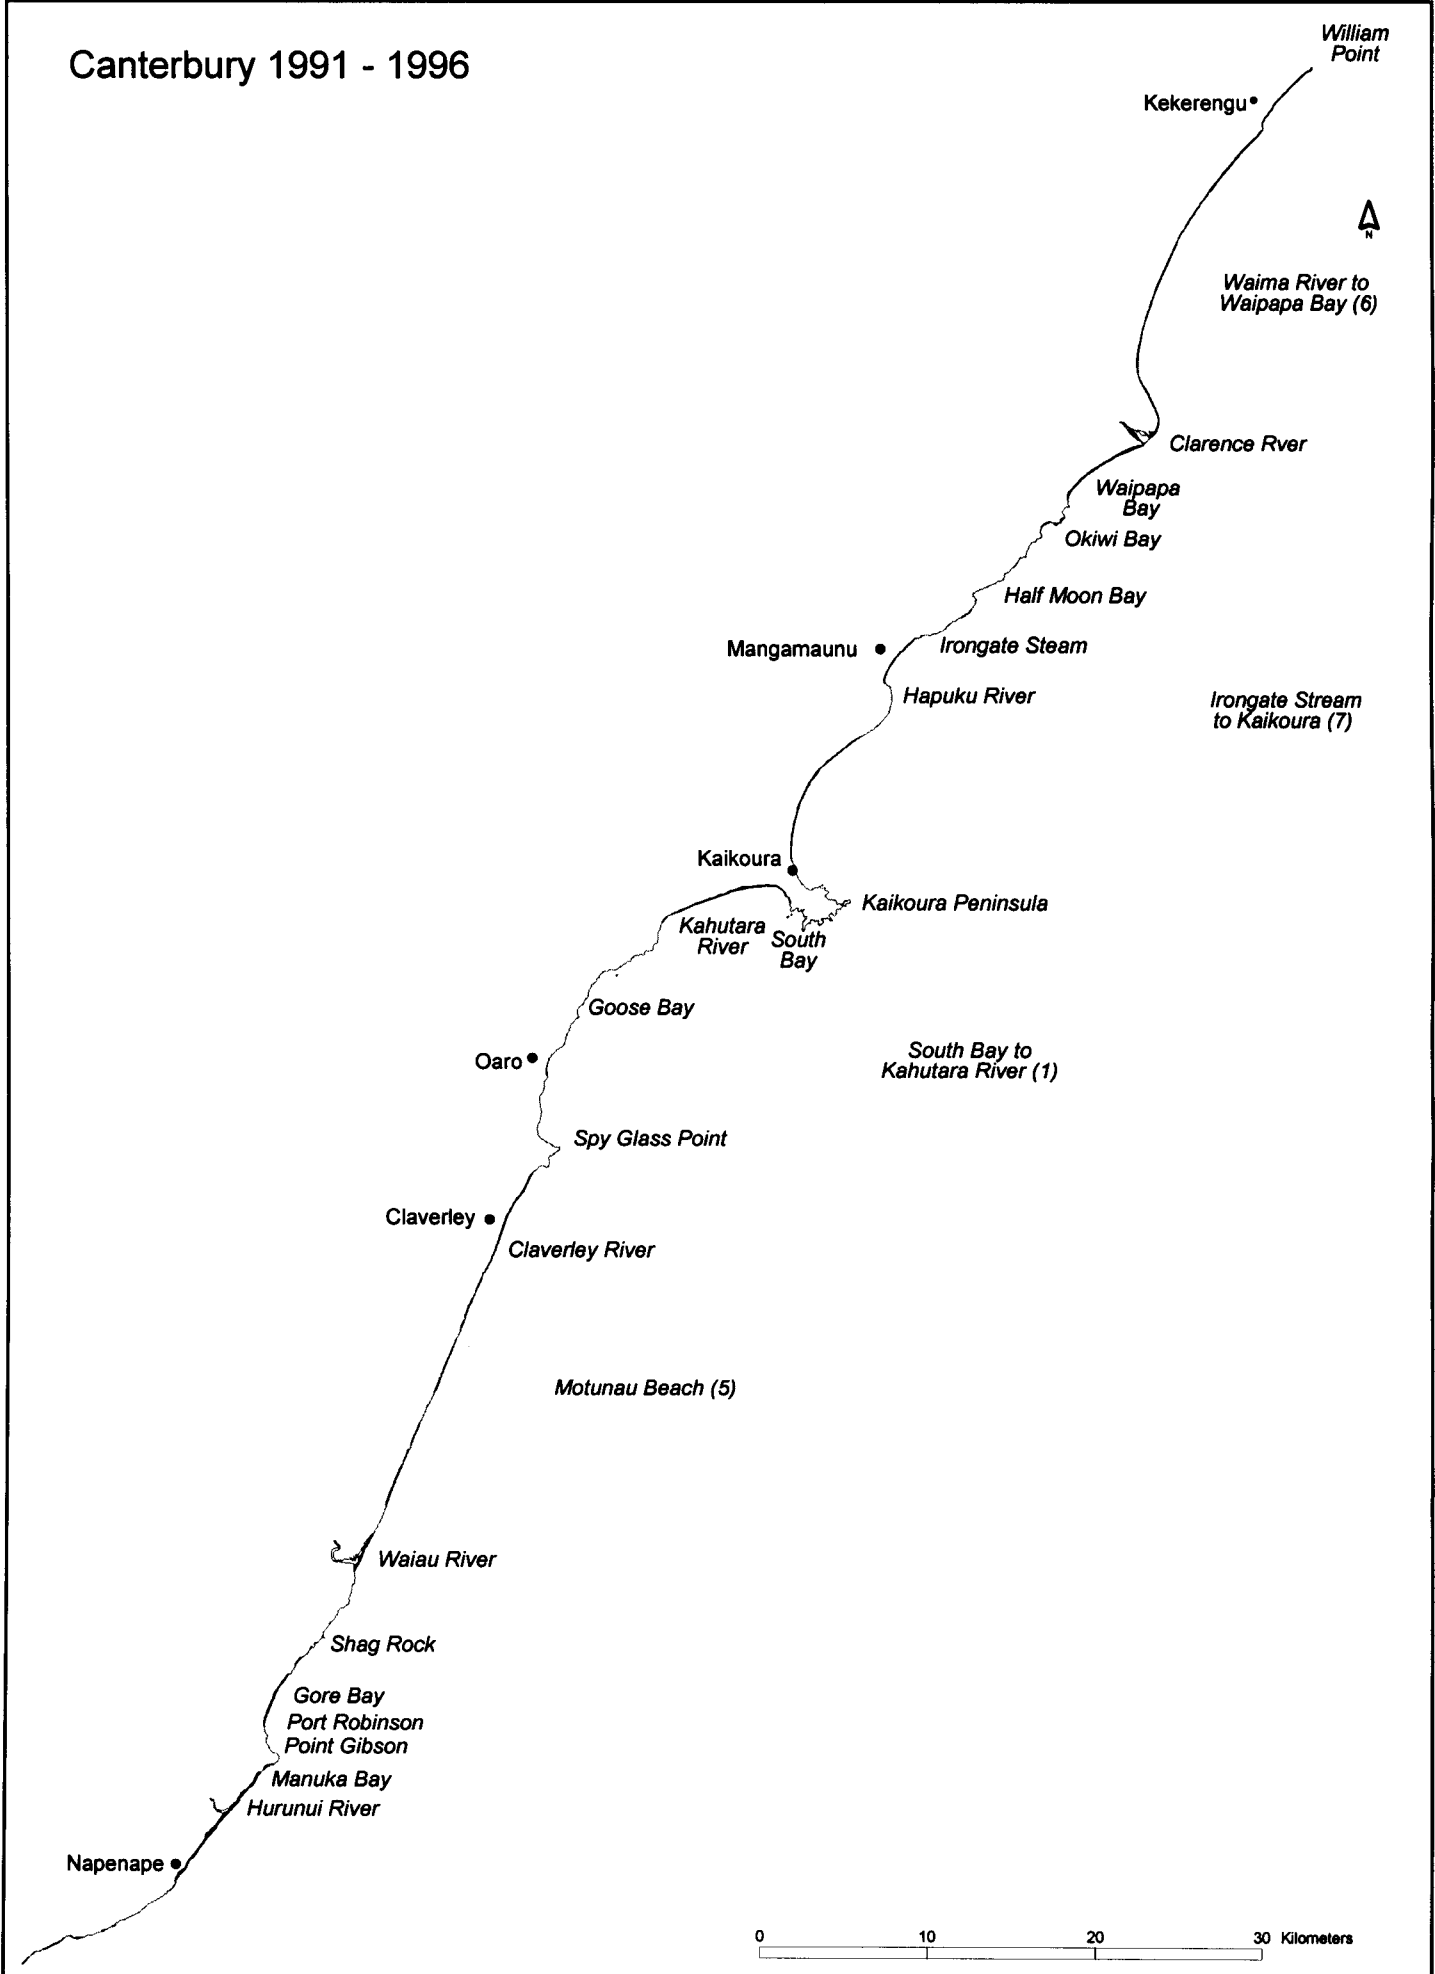 William
Point
Canterbury 1991 - 1996
Kekerengu
N
Waima River to
Waipapa Bay (6)
Clarence Rver
Waipapa
Bay
Okiwi Bay
Half Moon Bay
Mangamaunu
Irongate Steam
Hapuku River
Irongate Stream
to Kaikoura (7)
Kaikoura
Kaikoura Peninsula
Kahutara
River
South
Bay
Goose Bay
Oaro
South Bay to
Kahutara River (1)
Spy Glass Point
Claverley
Claverley River
Motunau Beach (5)
Waiau River
Shag Rock
Gore Bay
Port Robinson
Point Gibson
Manuka Bay
Hurunui River
Napenape
0 10 20 30 Kilometers